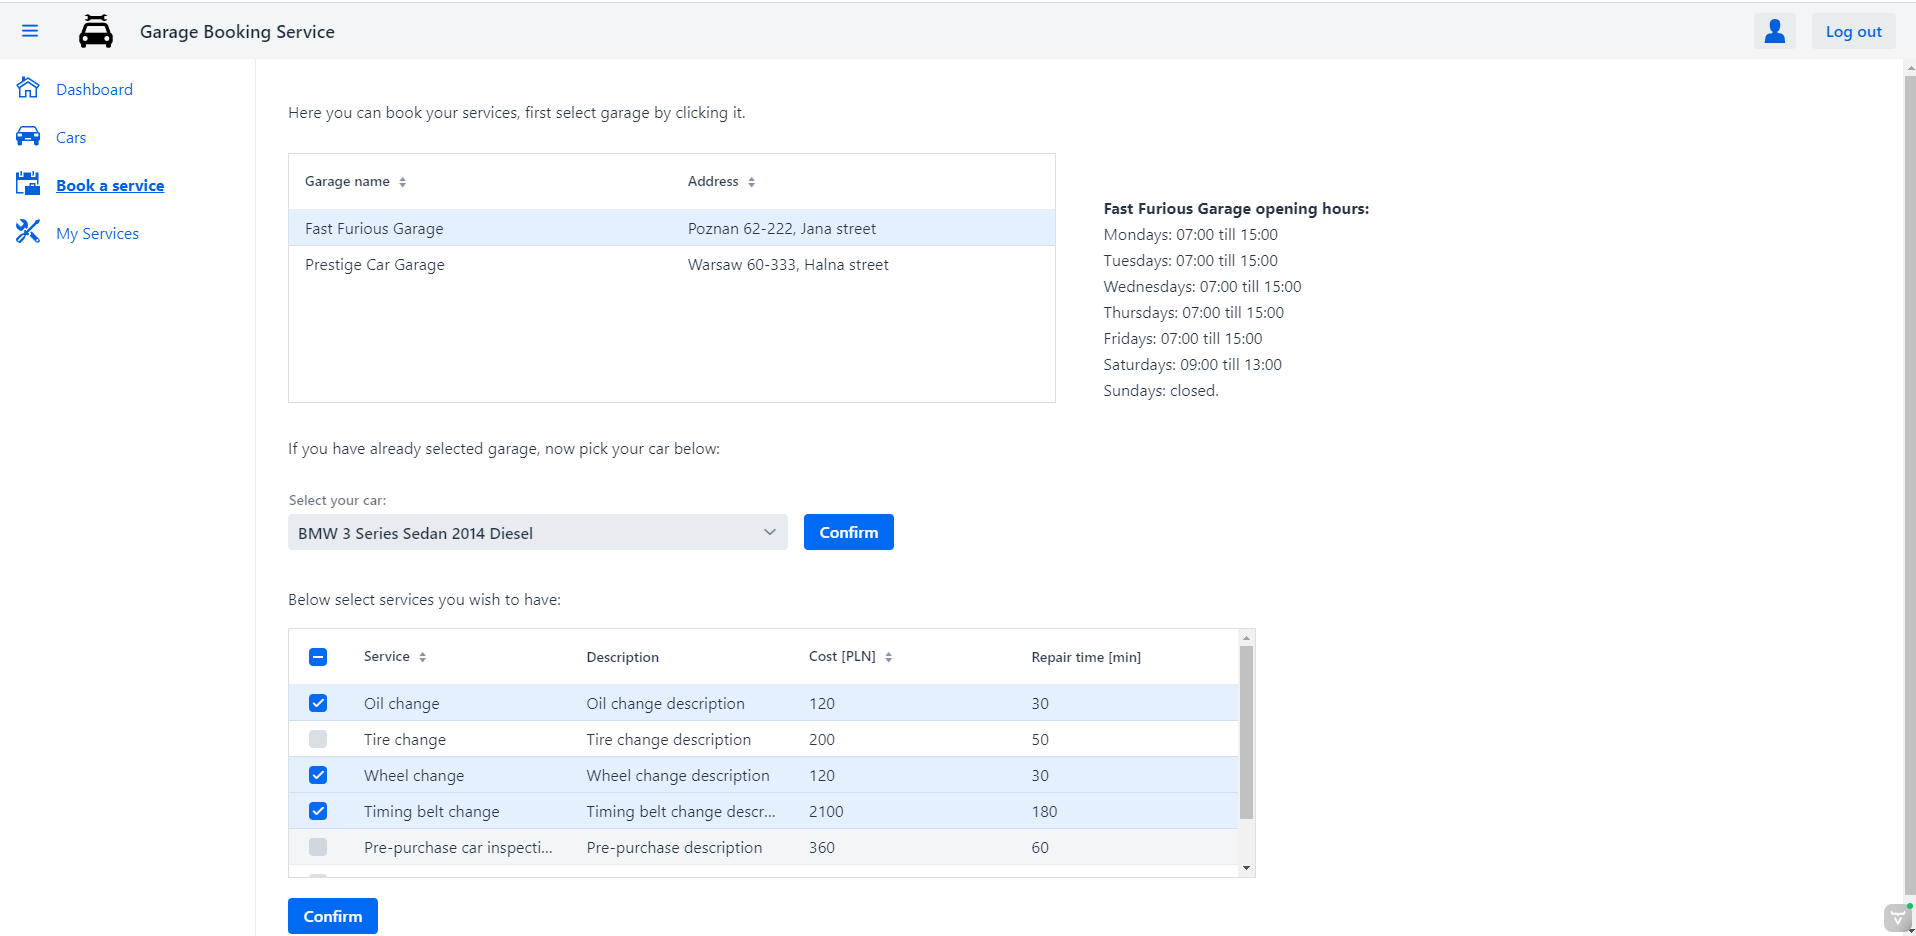 Garage Booking Service
Log out
Dashboard
Cars
Book a service
My Services
Here you can book your services, first select garage by clicking it.
Garage name Address
Fast Furious Garage Poznan 62-222, Jana street
Prestige Car Garage Warsaw 60-333, Halna street
Fast Furious Garage opening hours:
Mondays: 07:00 till 15:00
Tuesdays: 07:00 till 15:00
Wednesdays: 07:00 till 15:00
Thursdays: 07:00 till 15:00
Fridays: 07:00 till 15:00
Saturdays: 09:00 till 13:00
Sundays: closed.
If you have already selected garage, now pick your car below:
Select your car:
BMW 3 Series Sedan 2014 Diesel
Confirm
Below select services you wish to have:
Service Description Cost [PLN] Repair time [min]
Oil change Oil change description 120 30
Tire change Tire change description 200 50
Wheel change Wheel change description 120 30
Timing belt change Timing belt change descr... 2100 180
Pre-purchase car inspecti... Pre-purchase description 360 60
Confirm